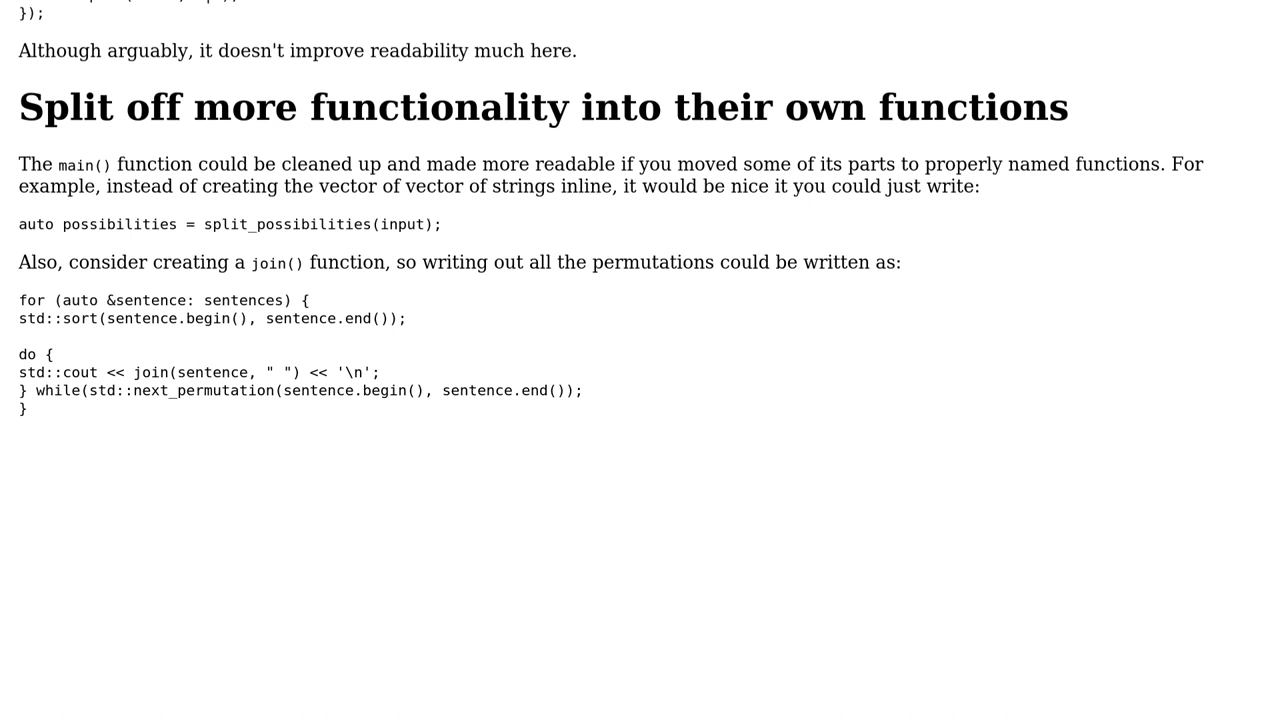 });
Although arguably, it doesn't improve readability much here.
Split off more functionality into their own functions
The main() function could be cleaned up and made more readable if you moved some of its parts to properly named functions. For
example, instead of creating the vector of vector of strings inline, it would be nice it you could just write:
auto possibilities = split_possibilities(input);
Also, consider creating a join() function, so writing out all the permutations could be written as:
for (auto &sentence: sentences) {
std::sort(sentence.begin(), sentence.end());
do {
std::cout << join(sentence, " ") << '\n';
} while(std::next_permutation(sentence.begin(), sentence.end());
}